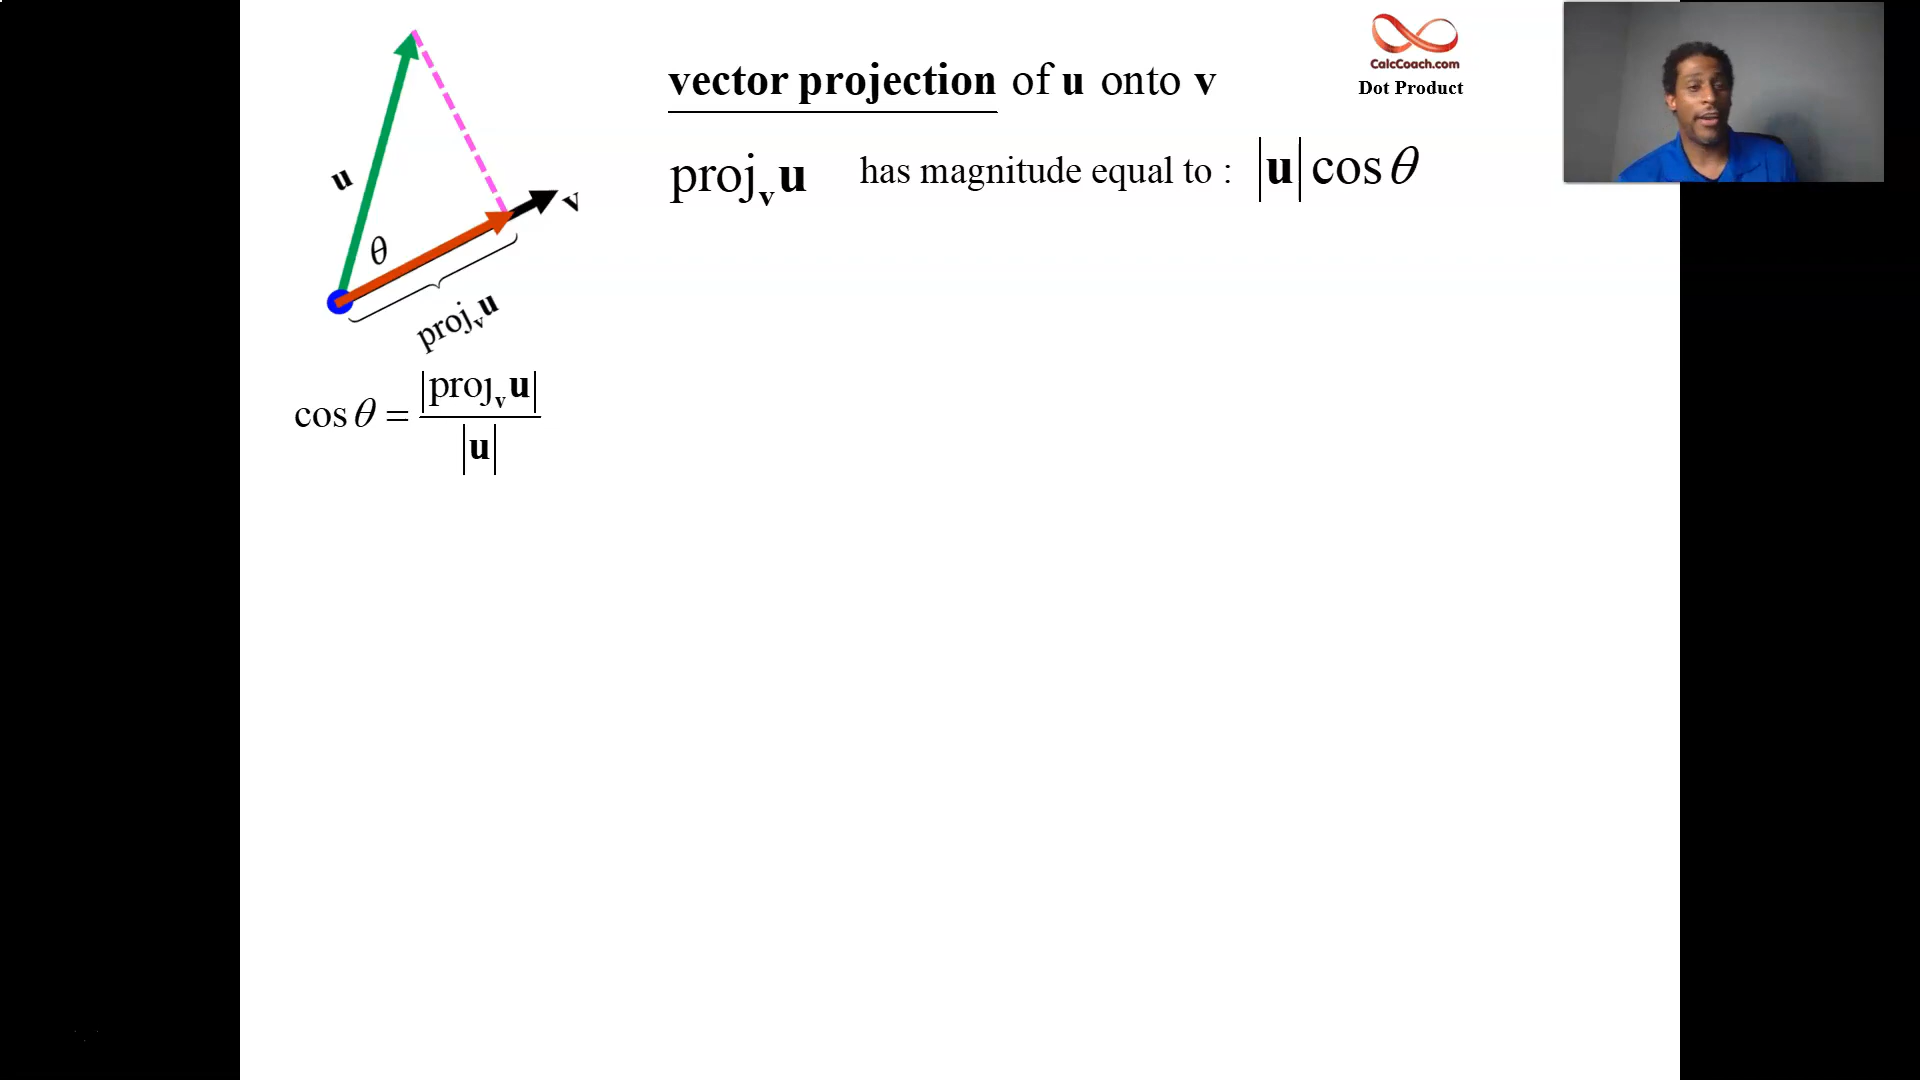 vector projection of u onto v
CalcCoach.com
Dot Product
proj_v u has magnitude equal to : |u| cos θ
u
v
θ
proj_v u
cos θ = |proj_v u| / |u|